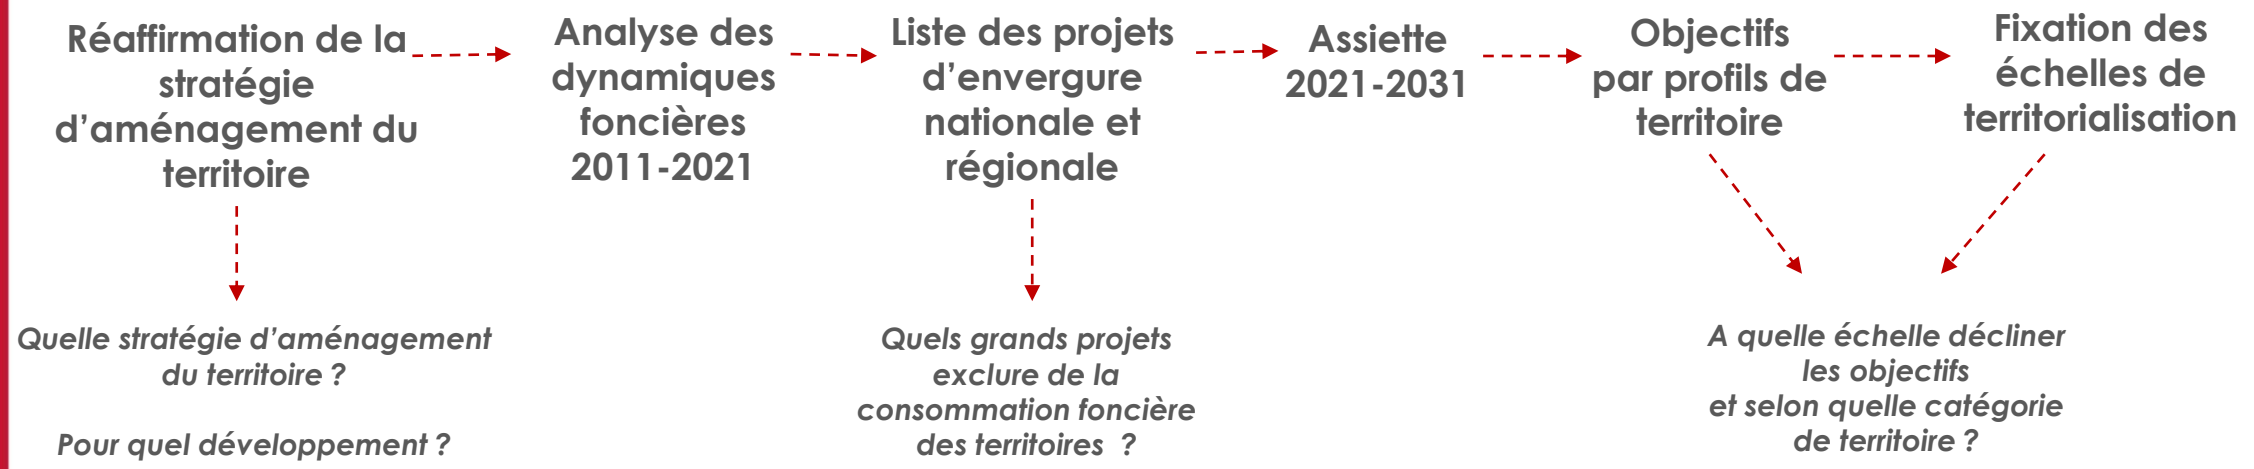 Réaffirmation de la
stratégie
d’aménagement du
territoire
Analyse des
dynamiques
foncières
2011-2021
Liste des projets
d’envergure
nationale et
régionale
Assiette
2021-2031
Objectifs
par profils de
territoire
Fixation des
échelles de
territorialisation
Quelle stratégie d’aménagement
du territoire ?
Pour quel développement ?
Quels grands projets
exclure de la
consommation foncière
des territoires  ?
A quelle échelle décliner
les objectifs
et selon quelle catégorie
de territoire ?